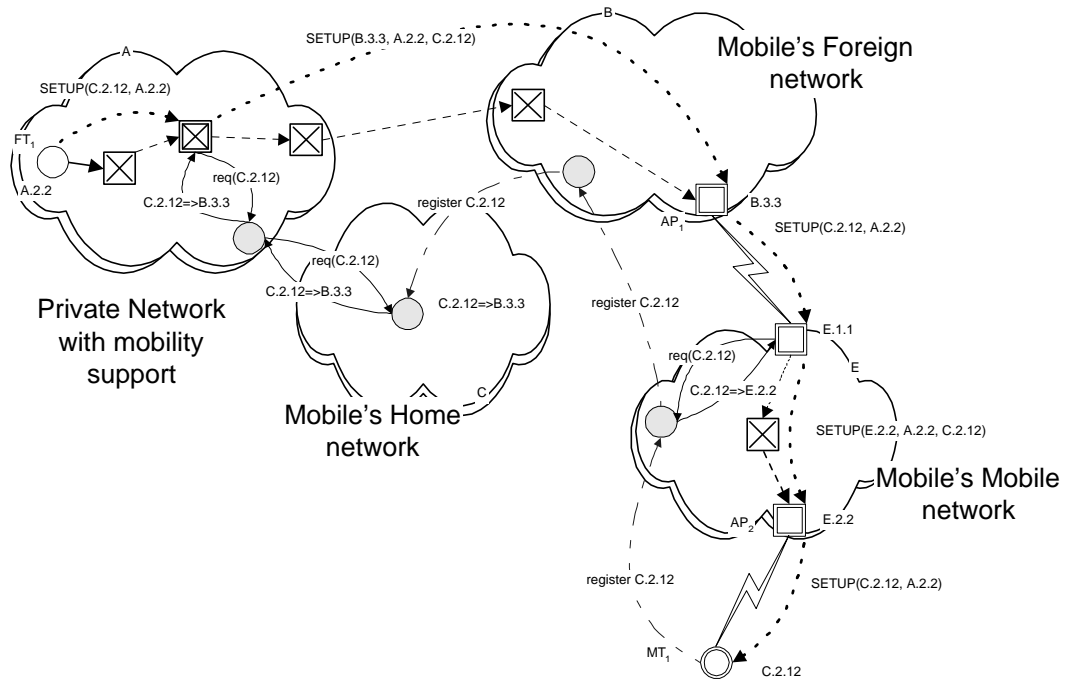 B
SETUP(B.3.3, A.2.2, C.2.12)
A
Mobile's Foreign
network
SETUP(C.2.12, A.2.2)
FT1
req(C.2.12)
A.2.2
C.2.12=>B.3.3
register C.2.12
B.3.3
AP1
SETUP(C.2.12, A.2.2)
req(C.2.12)
C.2.12=>B.3.3
C.2.12=>B.3.3
register C.2.12
Private Network
with mobility
support
E.1.1
req(C.2.12)
E
C.2.12=>E.2.2
C
Mobile's Home
network
SETUP(E.2.2, A.2.2, C.2.12)
Mobile's Mobile
network
AP2
E.2.2
register C.2.12
SETUP(C.2.12, A.2.2)
MT1
C.2.12